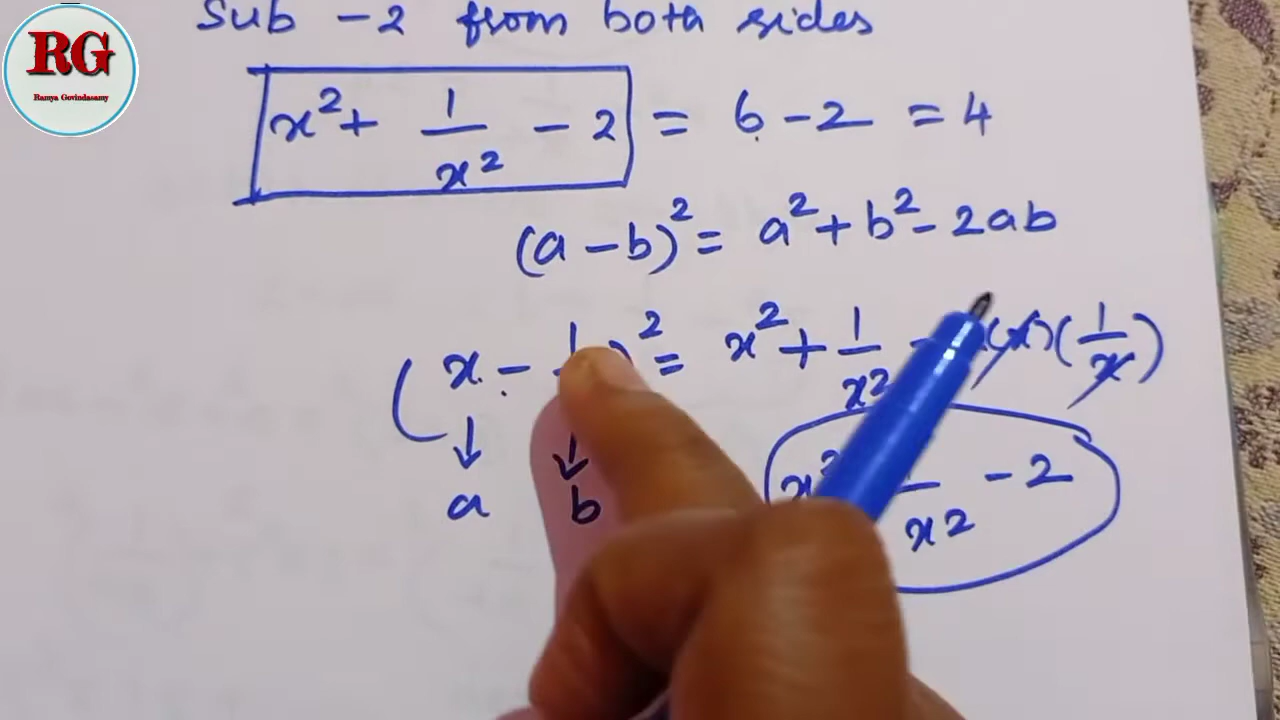 RG
Ramya Govindasamy
Sub -2 from both sides
x² + 1/x² - 2 = 6 - 2 = 4
(a - b)² = a² + b² - 2ab
(x - 1 )² = x² + 1/x² - (x)(1/x)
↓ ↓
a b
x² x² - 2